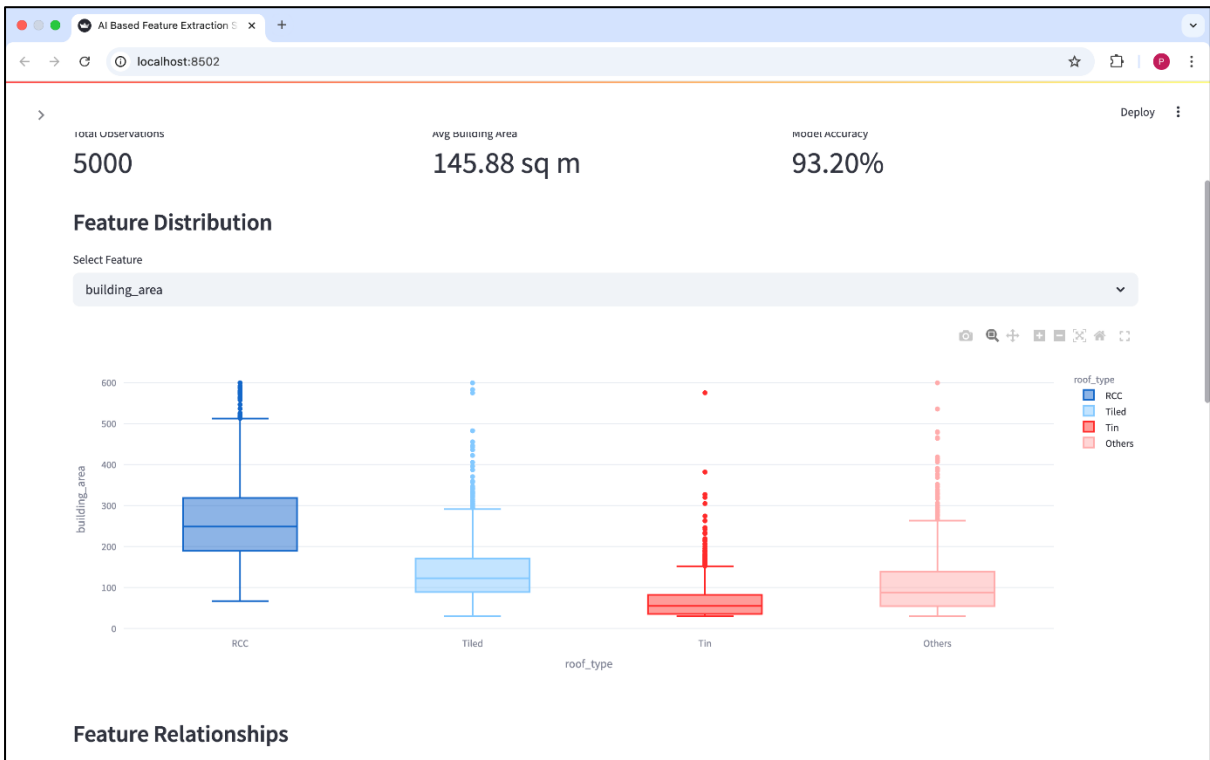 AI Based Feature Extraction S
localhost:8502
P
Deploy
Total Observations Avg Building Area Model Accuracy
5000 145.88 sq m 93.20%
Feature Distribution
Select Feature
building_area
600
500
400
300
200
100
0
building_area
RCC Tiled Tin Others
roof_type
roof_type
RCC
Tiled
Tin
Others
Feature Relationships